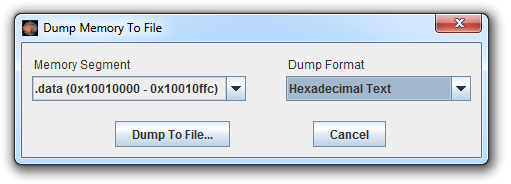 Dump Memory To File
Memory Segment
Dump Format
.data (0x10010000 - 0x10010ffc)
Hexadecimal Text
Dump To File...
Cancel